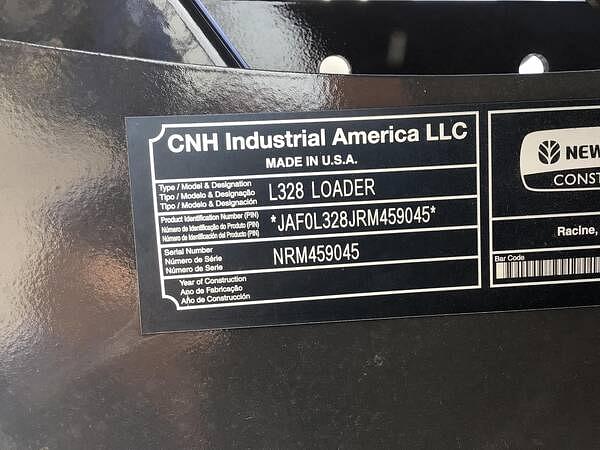 CNH Industrial America LLC
MADE IN U.S.A.
Type / Model & Designation
Tipo / Modelo & Designação
Tipo / Modelo & Designación
L328 LOADER
Product Identification Number (PIN)
Número de Identificação do Produto (PIN)
Número de Identificación del Producto (PIN)
*JAF0L328JRM459045*
Serial Number
Número de Série
Número de Serie
NRM459045
Year of Construction
Ano de Fabricação
Año de Construcción
NEW
CONST
Racine,
Bar Code